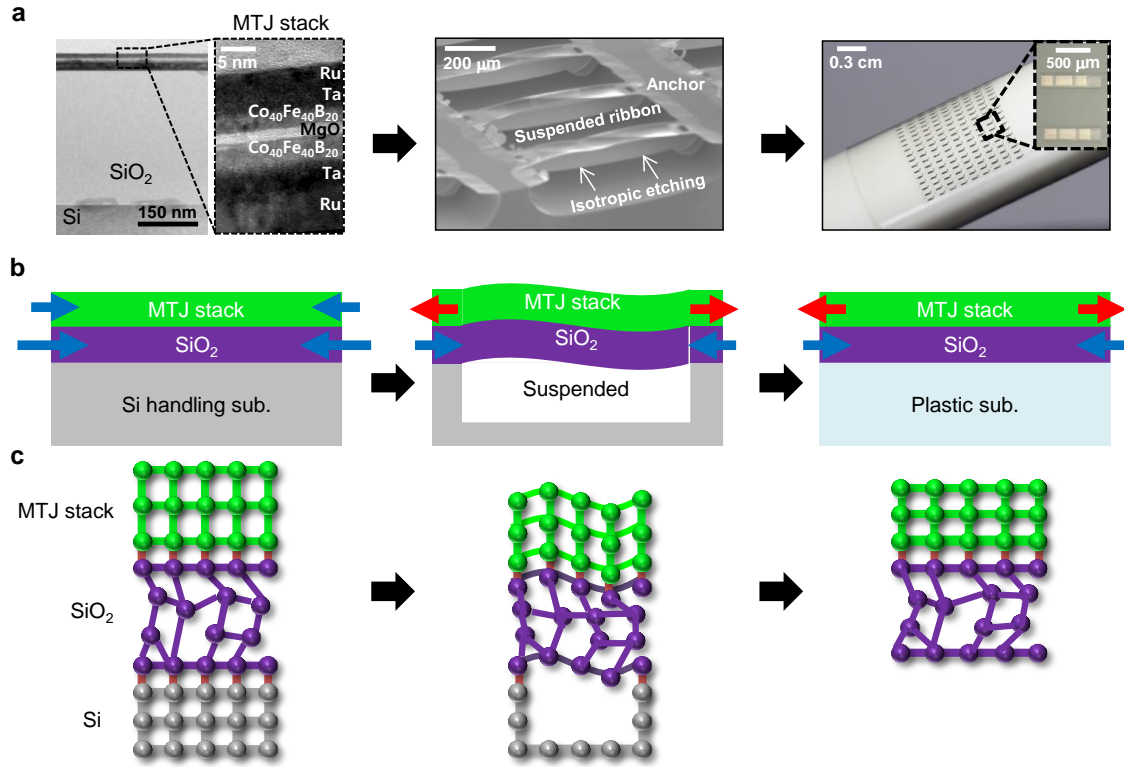 a
MTJ stack
5 nm
Ru
Ta
Co₄₀Fe₄₀B₂₀
MgO
Co₄₀Fe₄₀B₂₀
Ta
Ru
SiO₂
Si
150 nm
200 μm
Anchor
Suspended ribbon
Isotropic etching
0.3 cm
500 μm
b
MTJ stack
SiO₂
Si handling sub.
MTJ stack
SiO₂
Suspended
MTJ stack
SiO₂
Plastic sub.
c
MTJ stack
SiO₂
Si